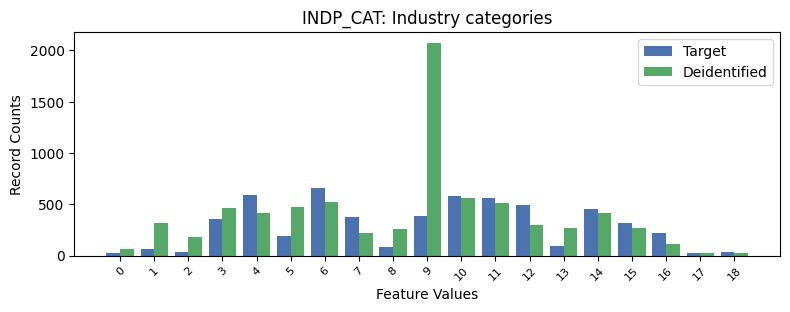 INDP_CAT: Industry categories
Target
Deidentified
Record Counts
2000
1500
1000
500
0
0 1 2 3 4 5 6 7 8 9 10 11 12 13 14 15 16 17 18
Feature Values